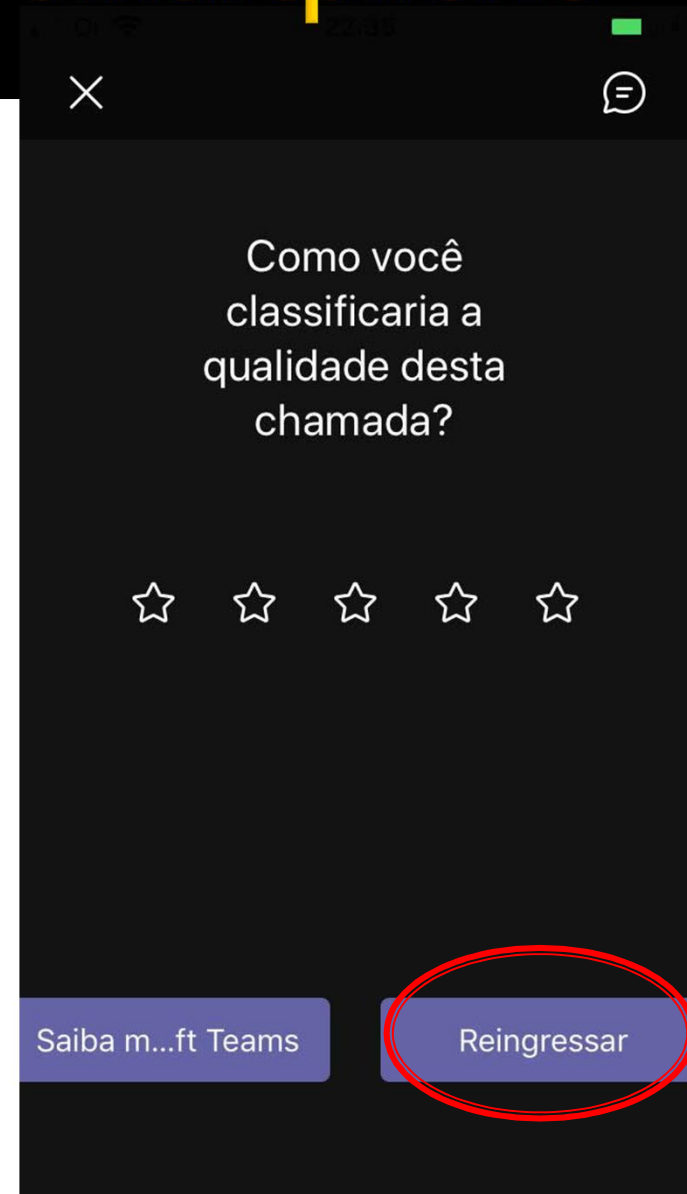 Como você
classificaria a
qualidade desta
chamada?
Saiba m...ft Teams
Reingressar